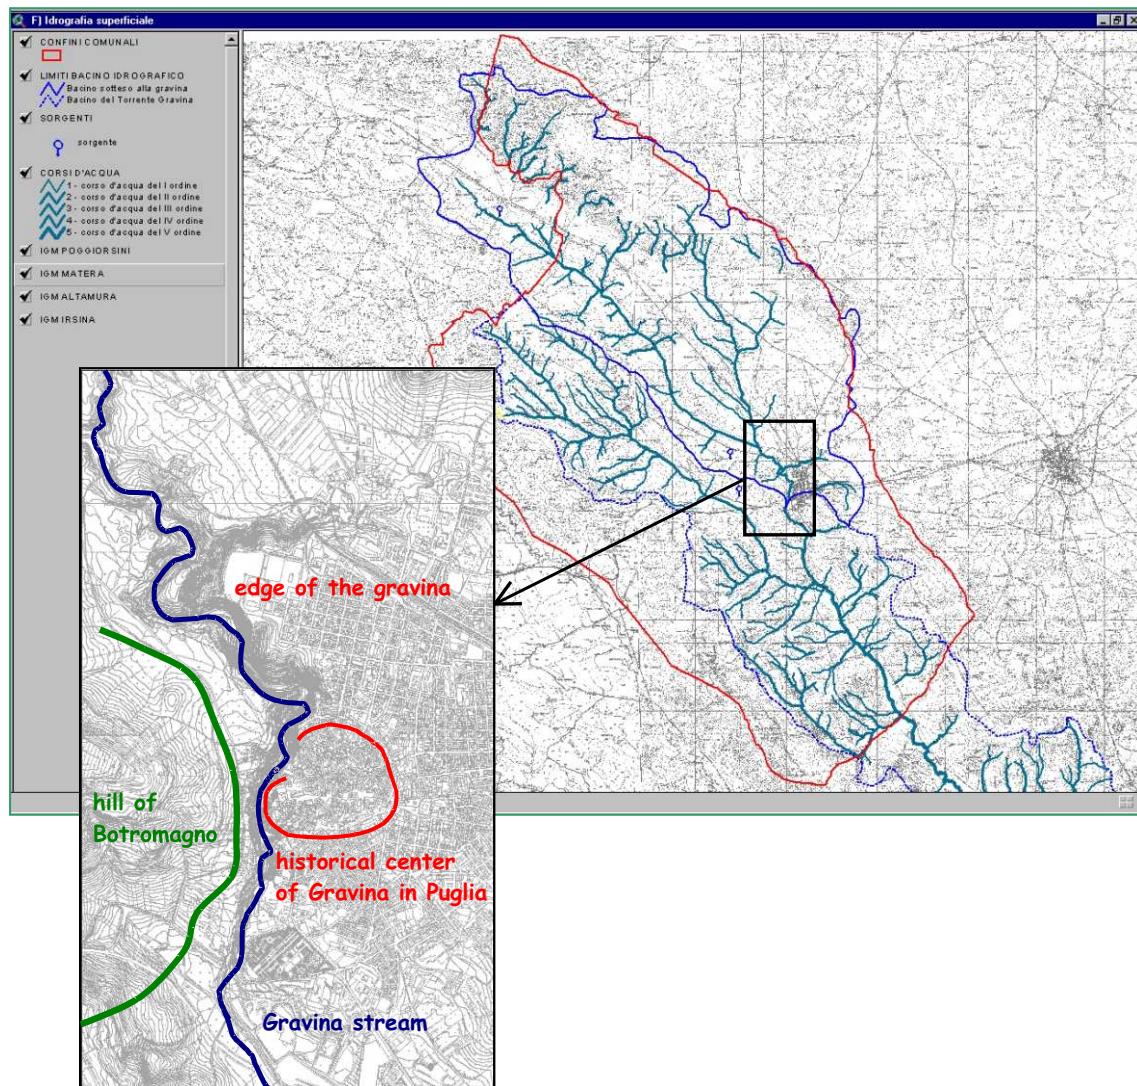 F) Idrografia superficiale
CONFINI COMUNALI
LIMITI BACINO IDROGRAFICO
Bacino sotteso alla gravina
Bacino del Torrente Gravina
SORGENTI
sorgente
CORSI D'ACQUA
1 - corso d'acqua del I ordine
2 - corso d'acqua del II ordine
3 - corso d'acqua del III ordine
4 - corso d'acqua del IV ordine
5 - corso d'acqua del V ordine
IGM POGGIORSINI
IGM MATERA
IGM ALTAMURA
IGM IRSINA
edge of the gravina
hill of
Botromagno
historical center
of Gravina in Puglia
Gravina stream